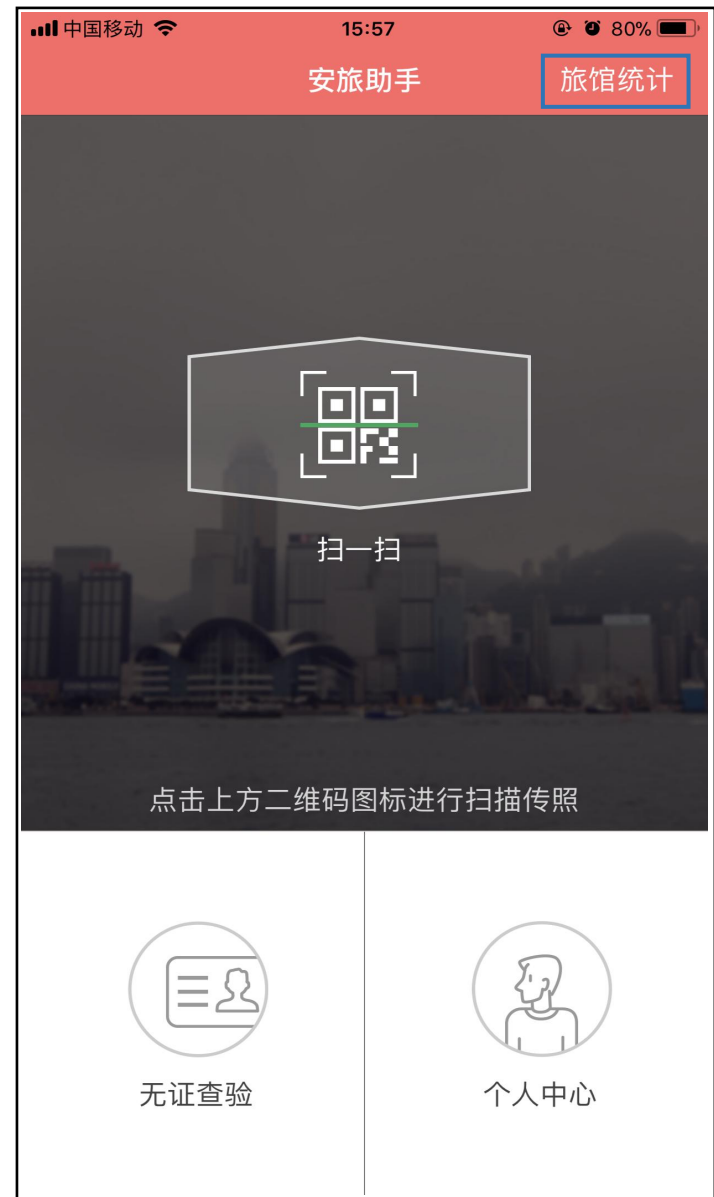 中国移动 15:57 80%
安旅助手 旅馆统计
扫一扫
点击上方二维码图标进行扫描传照
无证查验 个人中心